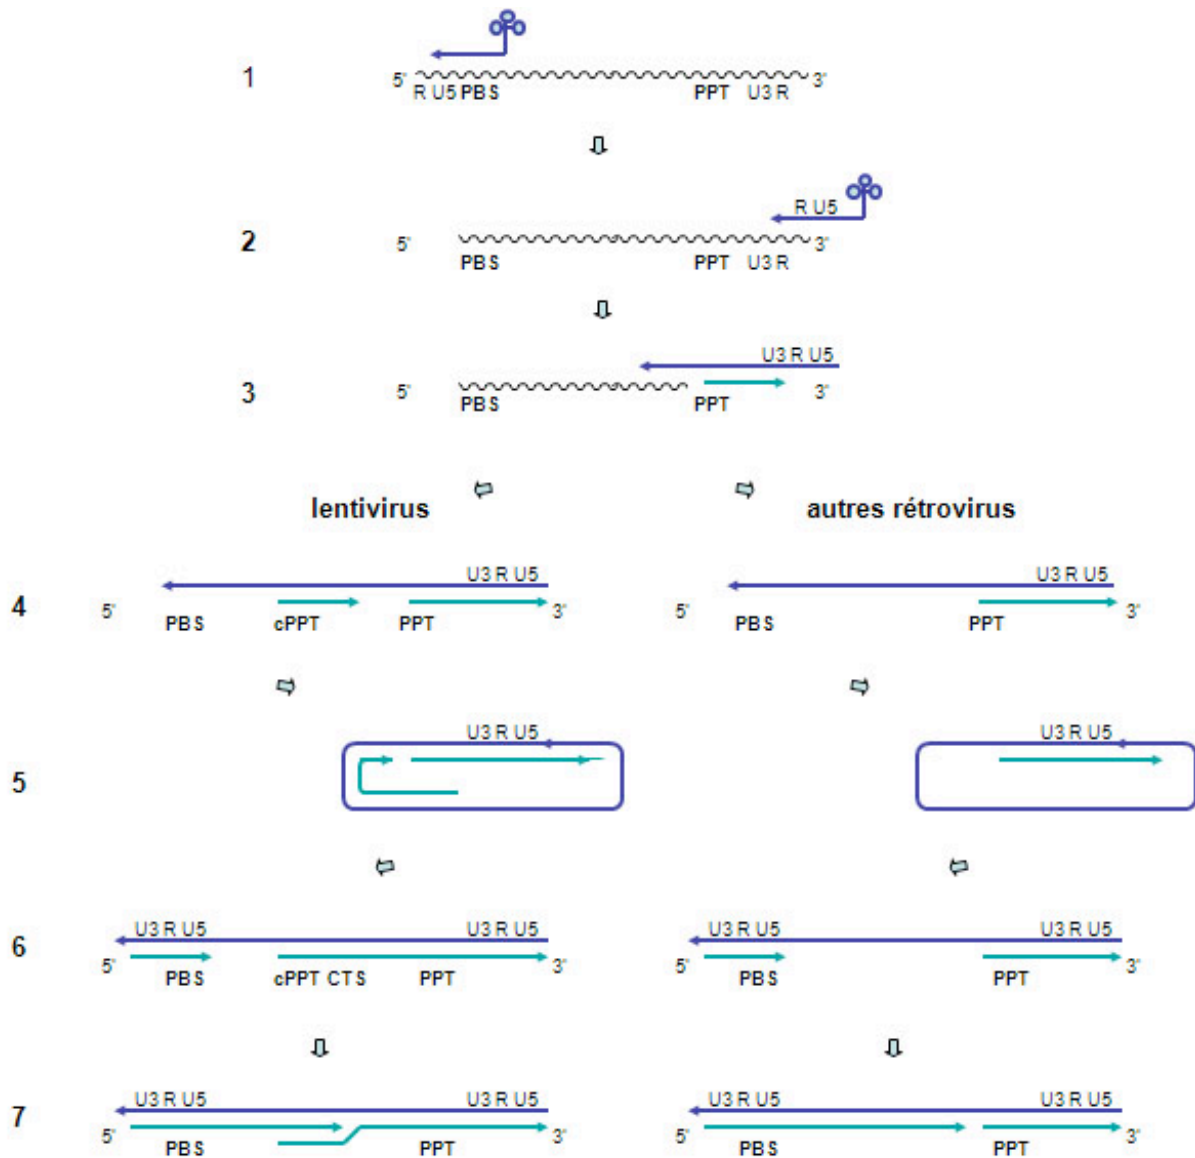 1
5' 3'
R U5 PBS PPT U3 R
R U5
2
5' 3'
PBS PPT U3 R
U3 R U5
3
5' 3'
PBS PPT
lentivirus autres rétrovirus
U3 R U5 U3 R U5
4
5' 3' 5' 3'
PBS cPPT PPT PBS PPT
U3 R U5 U3 R U5
5
U3 R U5 U3 R U5 U3 R U5 U3 R U5
6
5' 3' 5' 3'
PBS cPPT CTS PPT PBS PPT
U3 R U5 U3 R U5 U3 R U5 U3 R U5
7
5' 3' 5' 3'
PBS PPT PBS PPT